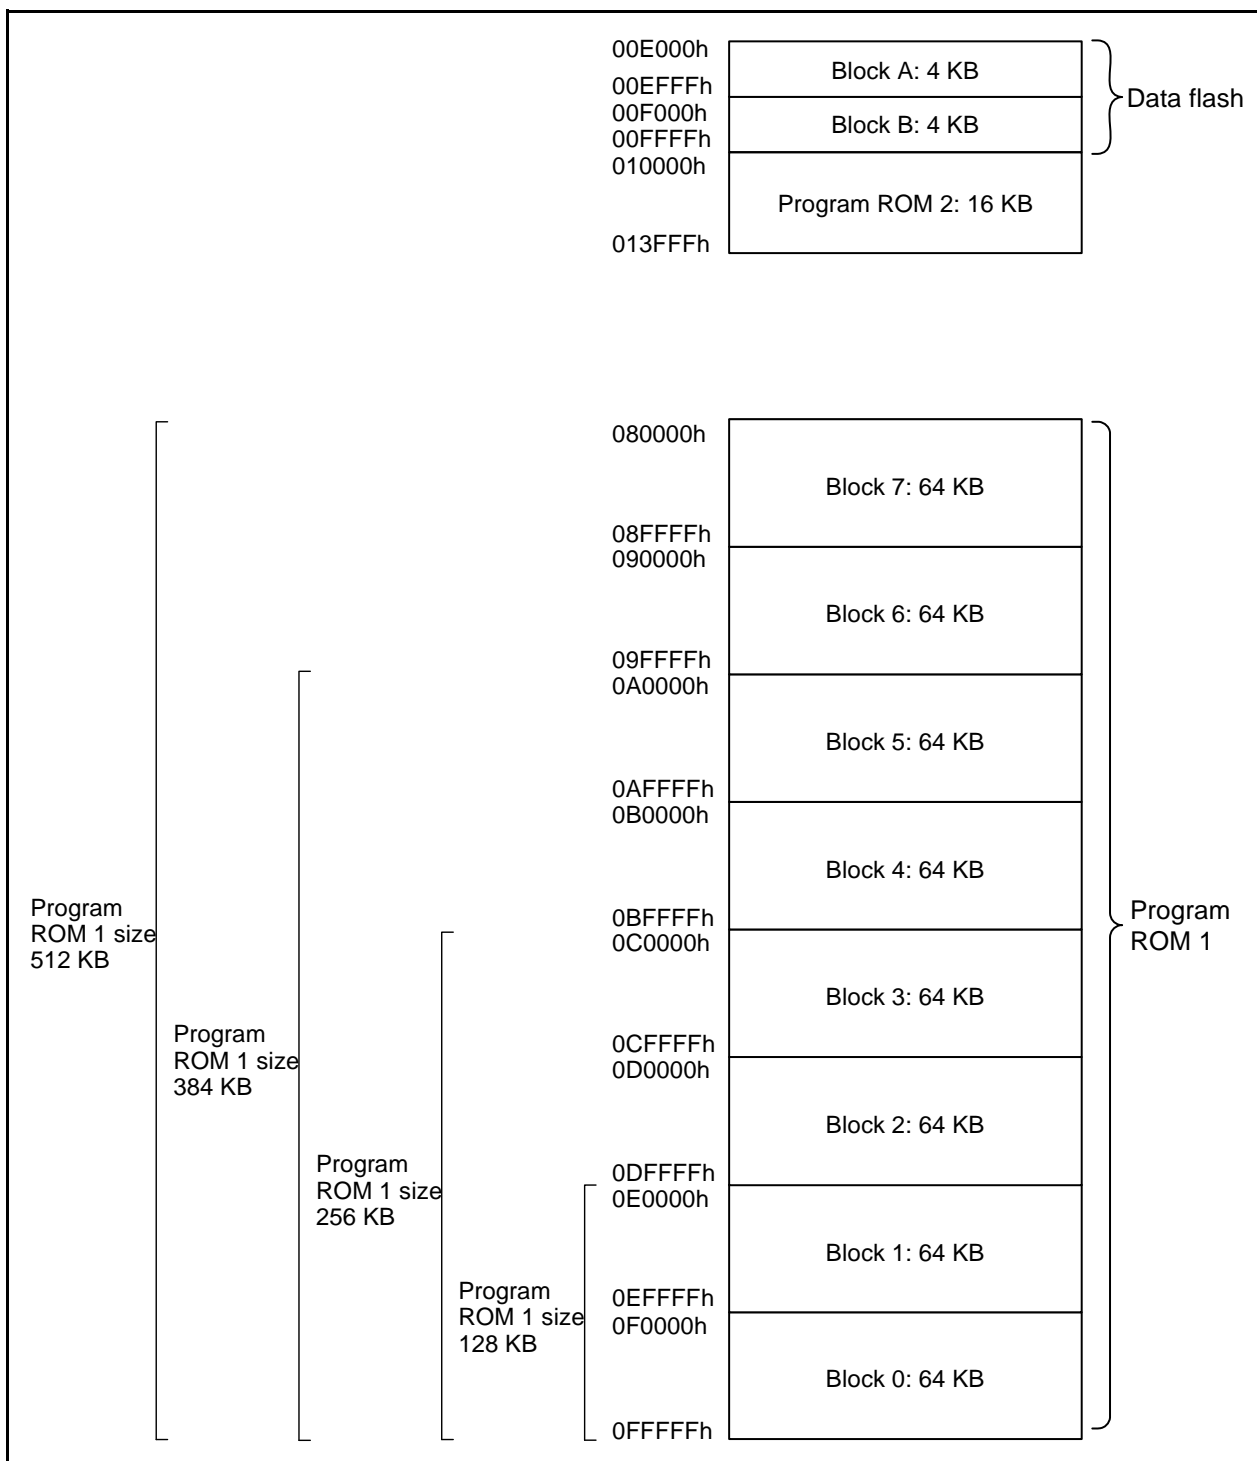 00E000h
Block A: 4 KB
00EFFFh
Data flash
00F000h
Block B: 4 KB
00FFFFh
010000h
Program ROM 2: 16 KB
013FFFh
080000h
Block 7: 64 KB
08FFFFh
090000h
Block 6: 64 KB
09FFFFh
0A0000h
Block 5: 64 KB
0AFFFFh
0B0000h
Block 4: 64 KB
0BFFFFh
0C0000h
Program
ROM 1
Program
ROM 1 size
512 KB
Block 3: 64 KB
0CFFFFh
0D0000h
Program
ROM 1 size
384 KB
Block 2: 64 KB
0DFFFFh
0E0000h
Program
ROM 1 size
256 KB
Block 1: 64 KB
0EFFFFh
0F0000h
Program
ROM 1 size
128 KB
Block 0: 64 KB
0FFFFFh